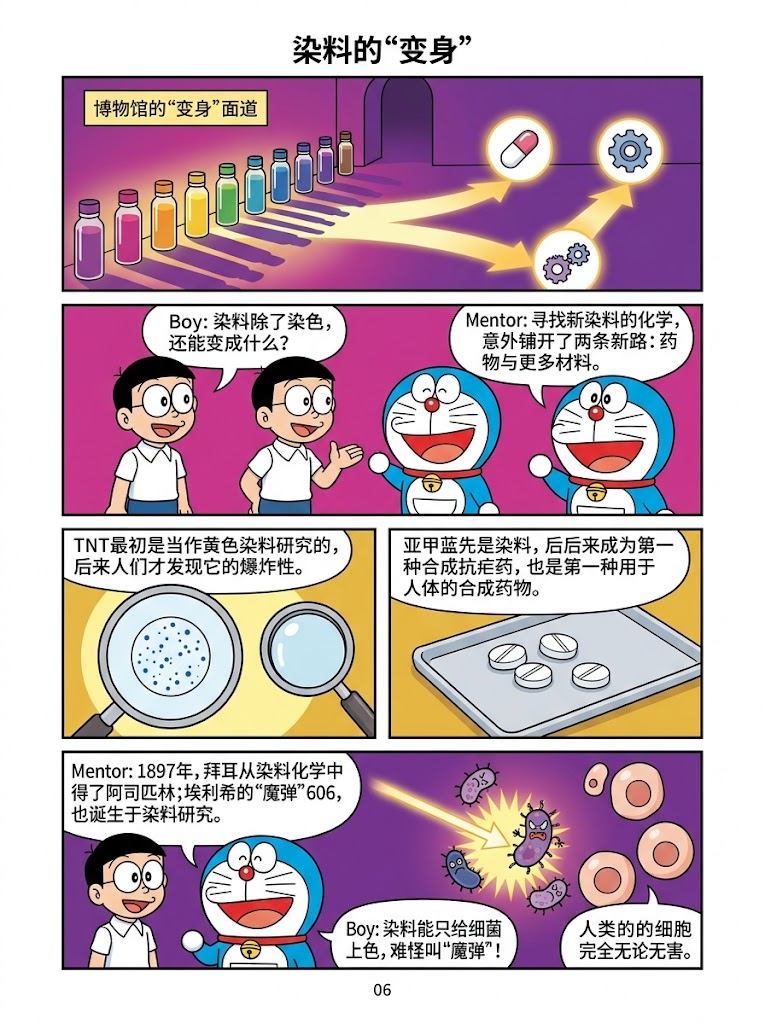 染料的“变身”
博物馆的“变身”面道
Boy: 染料除了染色，
还能变成什么？
Mentor: 寻找新染料的化学，
意外铺开了两条新路：药
物与更多材料。
TNT最初是当作黄色染料研究的，
后来人们才发现它的爆炸性。
亚甲蓝先是染料，后后来成为第一
种合成抗疟药，也是第一种用于
人体的合成药物。
Mentor: 1897年，拜耳从染料化学中
得了阿司匹林；埃利希的“魔弹”606，
也诞生于染料研究。
Boy: 染料能只给细菌
上色，难怪叫“魔弹”！
人类的的细胞
完全无论无害。
06